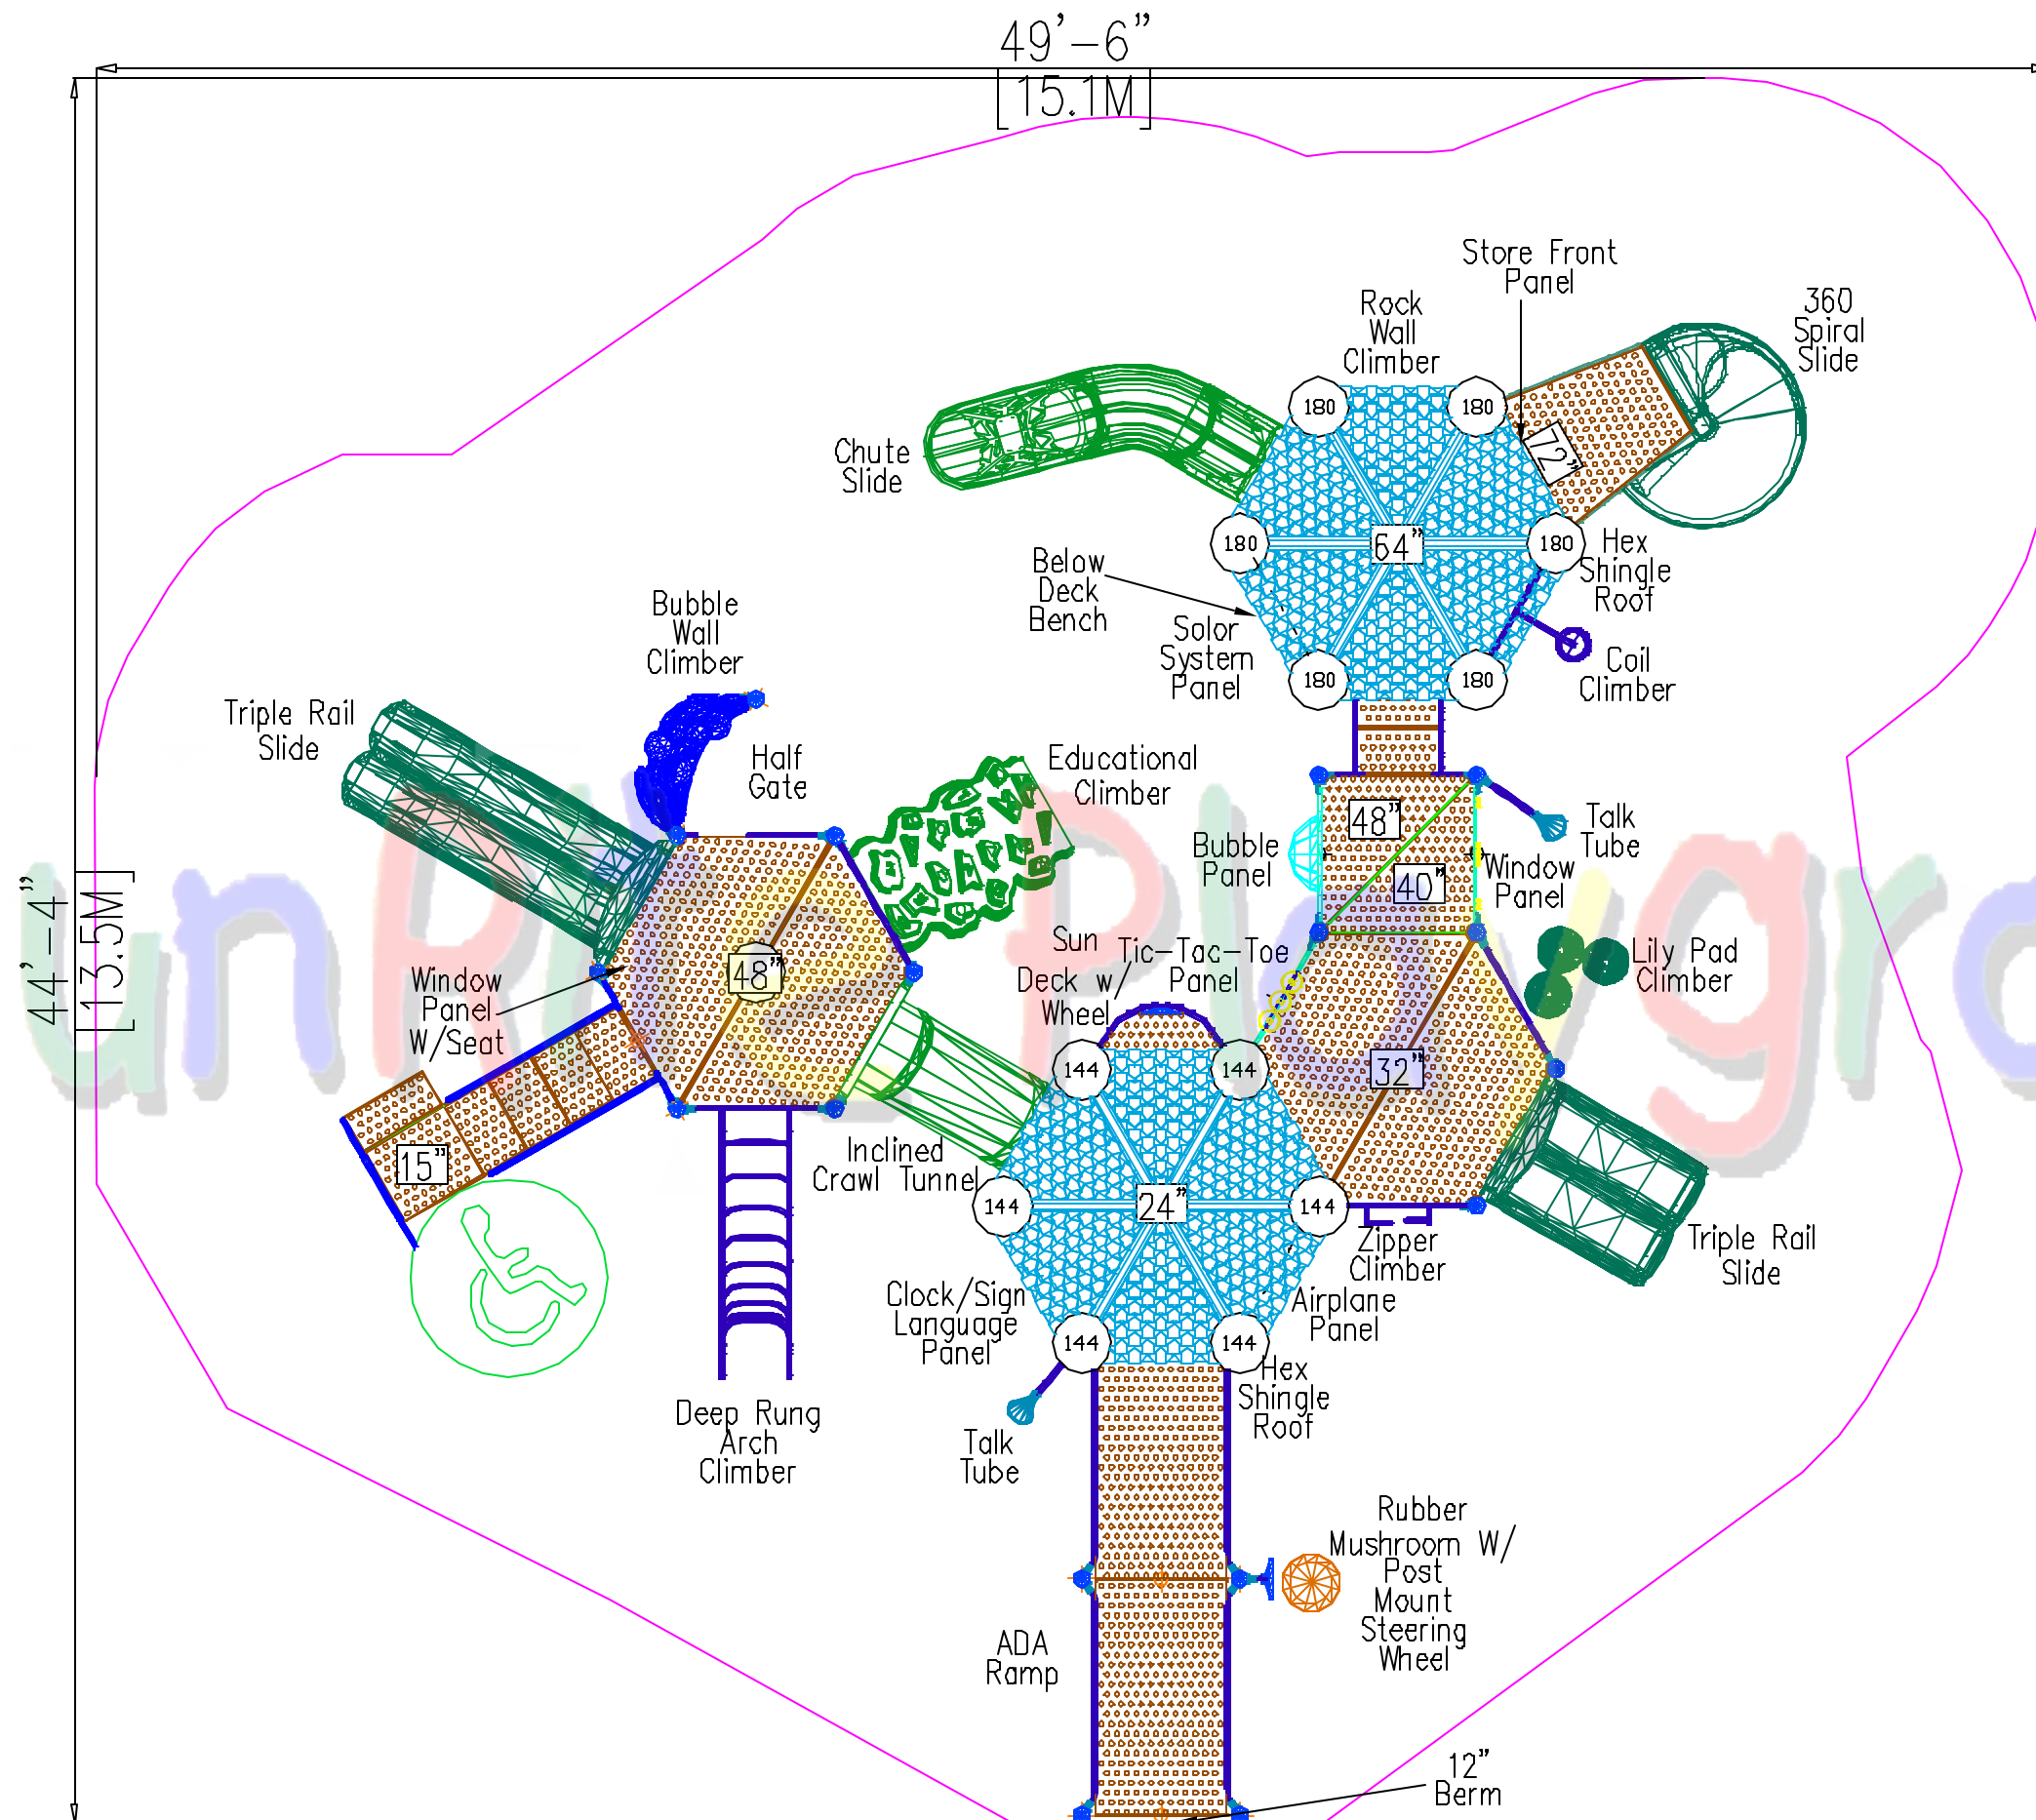 49'-6"
[15.1M]
44'-4"
[13.5M]
Store Front
Panel
Rock
Wall
Climber
360
Spiral
Slide
Chute
Slide
180
180
72"
180
64"
180
Hex
Shingle
Roof
Below
Deck
Bench
Solor
System
Panel
180
180
Coil
Climber
Bubble
Wall
Climber
Triple Rail
Slide
Half
Gate
Educational
Climber
48"
40"
Bubble
Panel
Talk
Tube
Window
Panel
Sun
Deck w/
Wheel
Tic-Tac-Toe
Panel
Lily Pad
Climber
Window
Panel
W/Seat
48"
144
144
32"
15"
Inclined
Crawl Tunnel
144
24"
144
Zipper
Climber
Triple Rail
Slide
Clock/Sign
Language
Panel
Airplane
Panel
144
144
Hex
Shingle
Roof
Deep Rung
Arch
Climber
Talk
Tube
Rubber
Mushroom W/
Post
Mount
Steering
Wheel
ADA
Ramp
12"
Berm